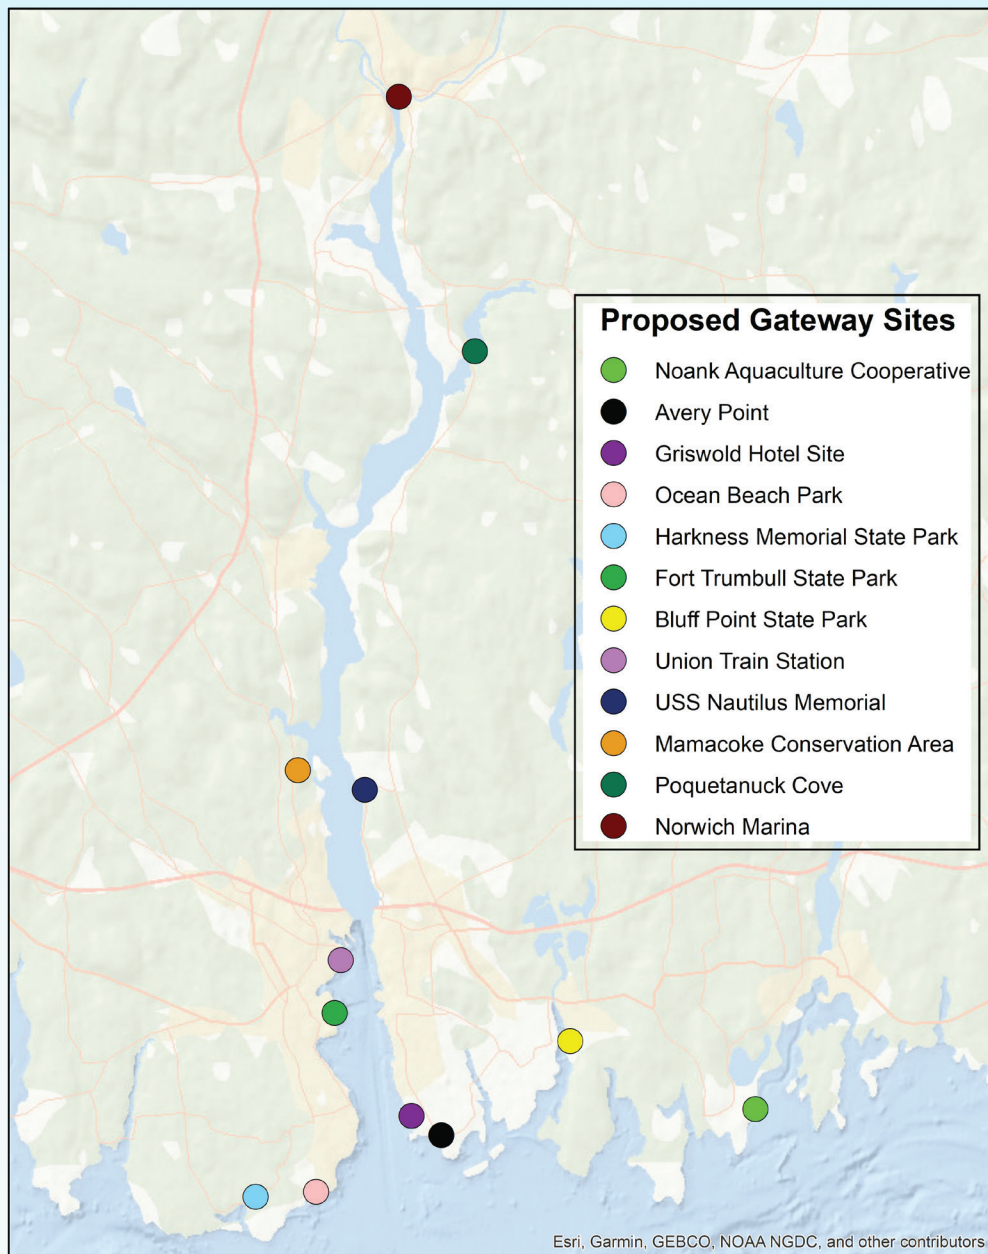 Proposed Gateway Sites
Noank Aquaculture Cooperative
Avery Point
Griswold Hotel Site
Ocean Beach Park
Harkness Memorial State Park
Fort Trumbull State Park
Bluff Point State Park
Union Train Station
USS Nautilus Memorial
Mamacoke Conservation Area
Poquetanuck Cove
Norwich Marina
Esri, Garmin, GEBCO, NOAA NGDC, and other contributors